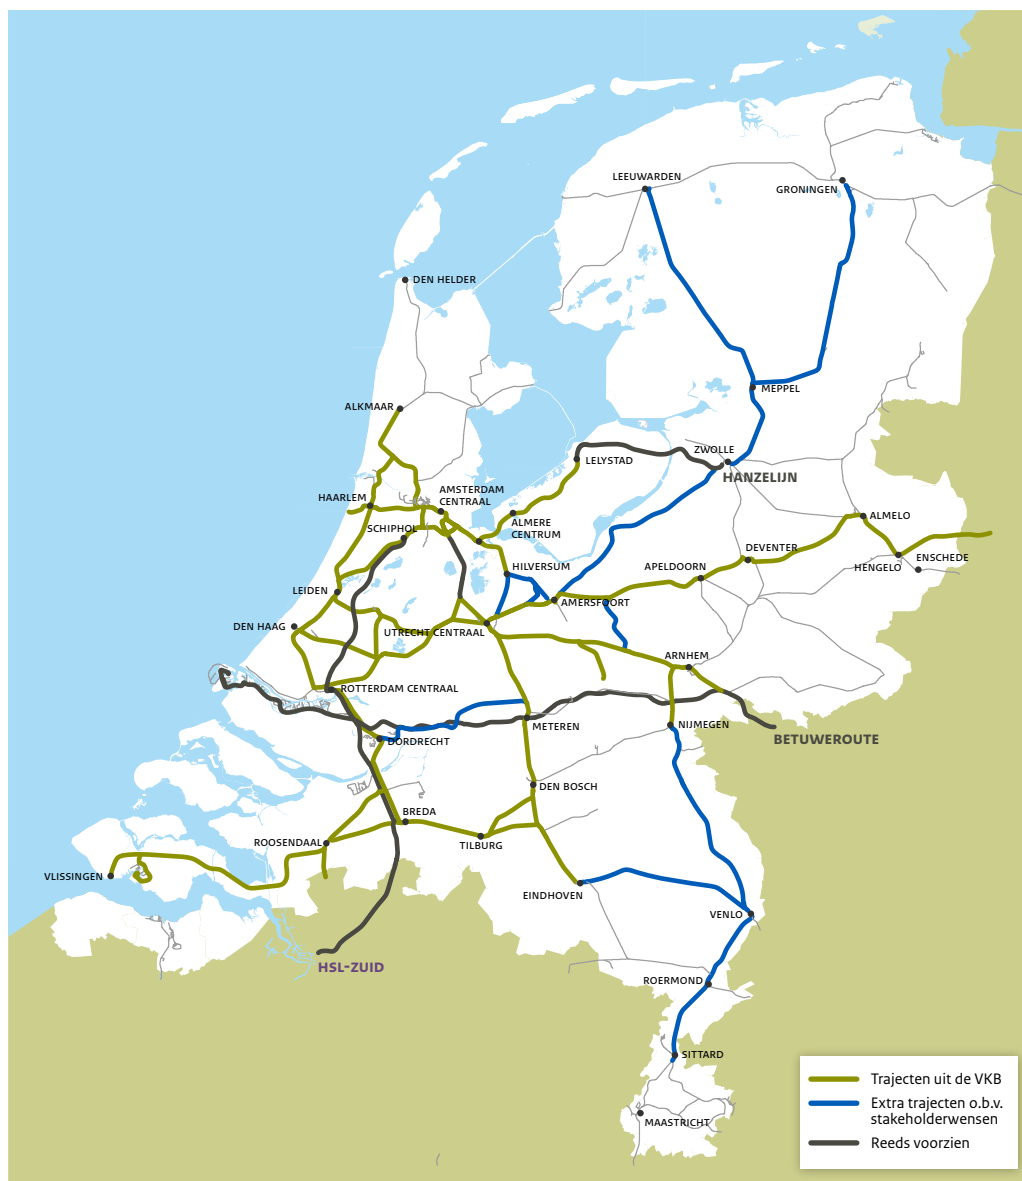 LEEUWARDEN
GRONINGEN
DEN HELDER
MEPPEL
ALKMAAR
ZWOLLE
LELYSTAD
HANZELIJN
HAARLEM
AMSTERDAM
CENTRAAL
SCHIPHOL
ALMERE
CENTRUM
ALMELO
DEVENTER
ENSCHEDE
HENGELO
HILVERSUM
APELDOORN
LEIDEN
AMERSFOORT
DEN HAAG
UTRECHT CENTRAAL
ARNHEM
ROTTERDAM CENTRAAL
METEREN
NIJMEGEN
DORDRECHT
BETUWEROUTE
DEN BOSCH
BREDA
ROOSENDAAL
TILBURG
VLISSINGEN
EINDHOVEN
VENLO
HSL-ZUID
ROERMOND
SITTARD
MAASTRICHT
Trajecten uit de VKB
Extra trajecten o.b.v.
stakeholderwensen
Reeds voorzien